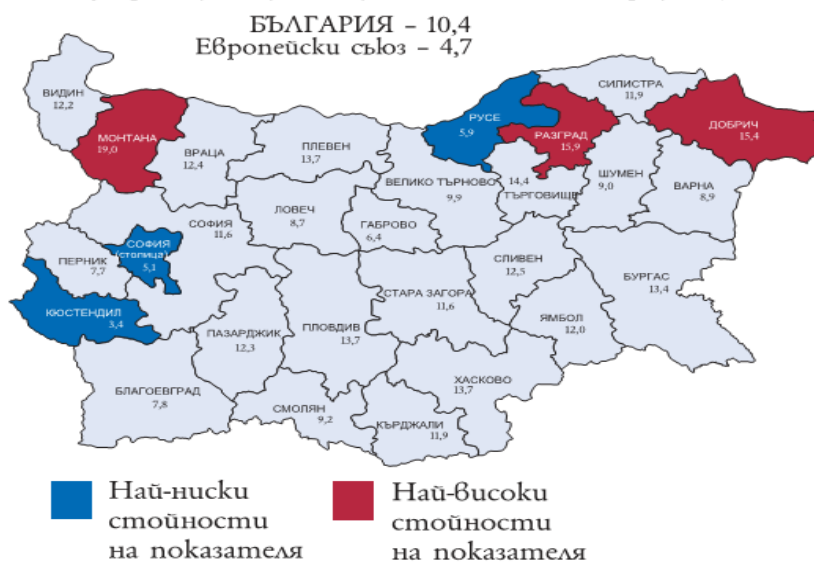 БЪЛГАРИЯ – 10,4
Европейски съюз – 4,7
ВИДИН
12,2
МОНТАНА
19,0
ВРАЦА
12,4
ПЛЕВЕН
13,7
РУСЕ
5,9
РАЗГРАД
15,9
СИЛИСТРА
11,9
ДОБРИЧ
15,4
ВЕЛИКО ТЪРНОВО
9,9
14,4
ТЪРГОВИЩЕ
ШУМЕН
9,0
ВАРНА
8,9
СОФИЯ
11,6
ЛОВЕЧ
8,7
ГАБРОВО
6,4
ПЕРНИК
7,7
СОФИЯ
(столица)
5,1
СЛИВЕН
12,5
БУРГАС
13,4
КЮСТЕНДИЛ
3,4
СТАРА ЗАГОРА
11,6
ЯМБОЛ
12,0
ПАЗАРДЖИК
12,3
ПЛОВДИВ
13,7
ХАСКОВО
13,7
БЛАГОЕВГРАД
7,8
СМОЛЯН
9,2
КЪРДЖАЛИ
11,9
Най-ниски
стойности
на показателя
Най-високи
стойности
на показателя